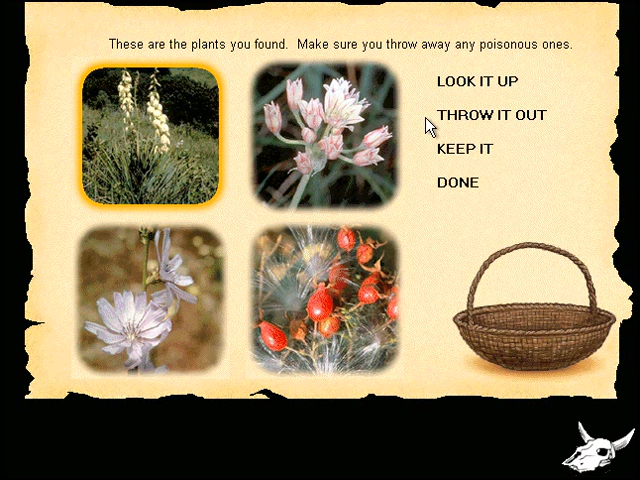 These are the plants you found. Make sure you throw away any poisonous ones.
LOOK IT UP
THROW IT OUT
KEEP IT
DONE